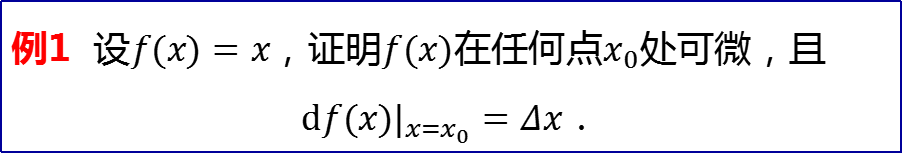 例1 设f(x) = x，证明f(x)在任何点x₀处可微，且
df(x)|ₓ₌ₓ₀ = Δx .